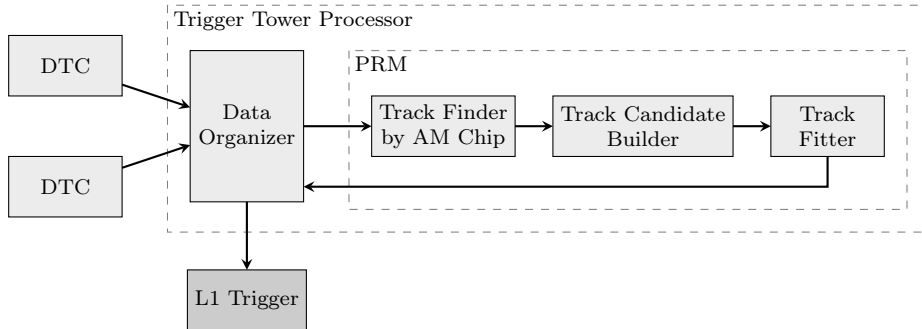 Trigger Tower Processor
DTC
DTC
Data
Organizer
PRM
Track Finder
by AM Chip
Track Candidate
Builder
Track
Fitter
L1 Trigger